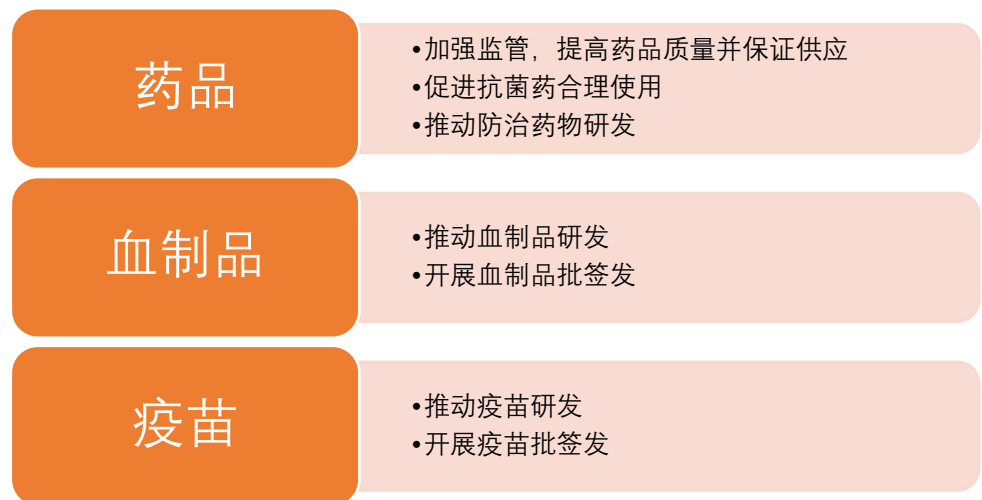 药品
•加强监管，提高药品质量并保证供应
•促进抗菌药合理使用
•推动防治药物研发
血制品
•推动血制品研发
•开展血制品批签发
疫苗
•推动疫苗研发
•开展疫苗批签发